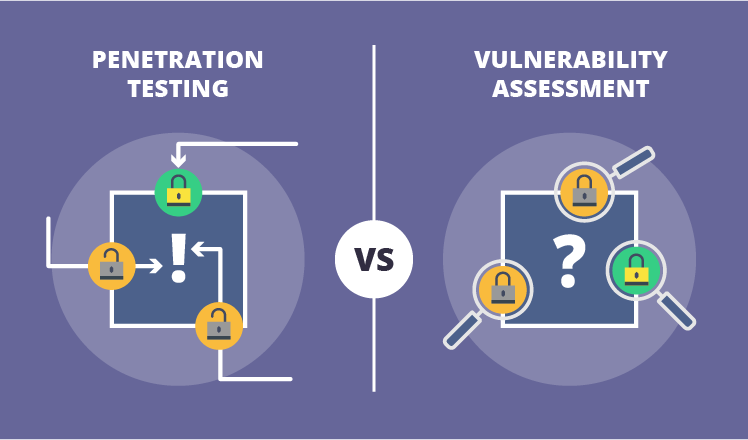 PENETRATION
TESTING
!
VS
VULNERABILITY
ASSESSMENT
?